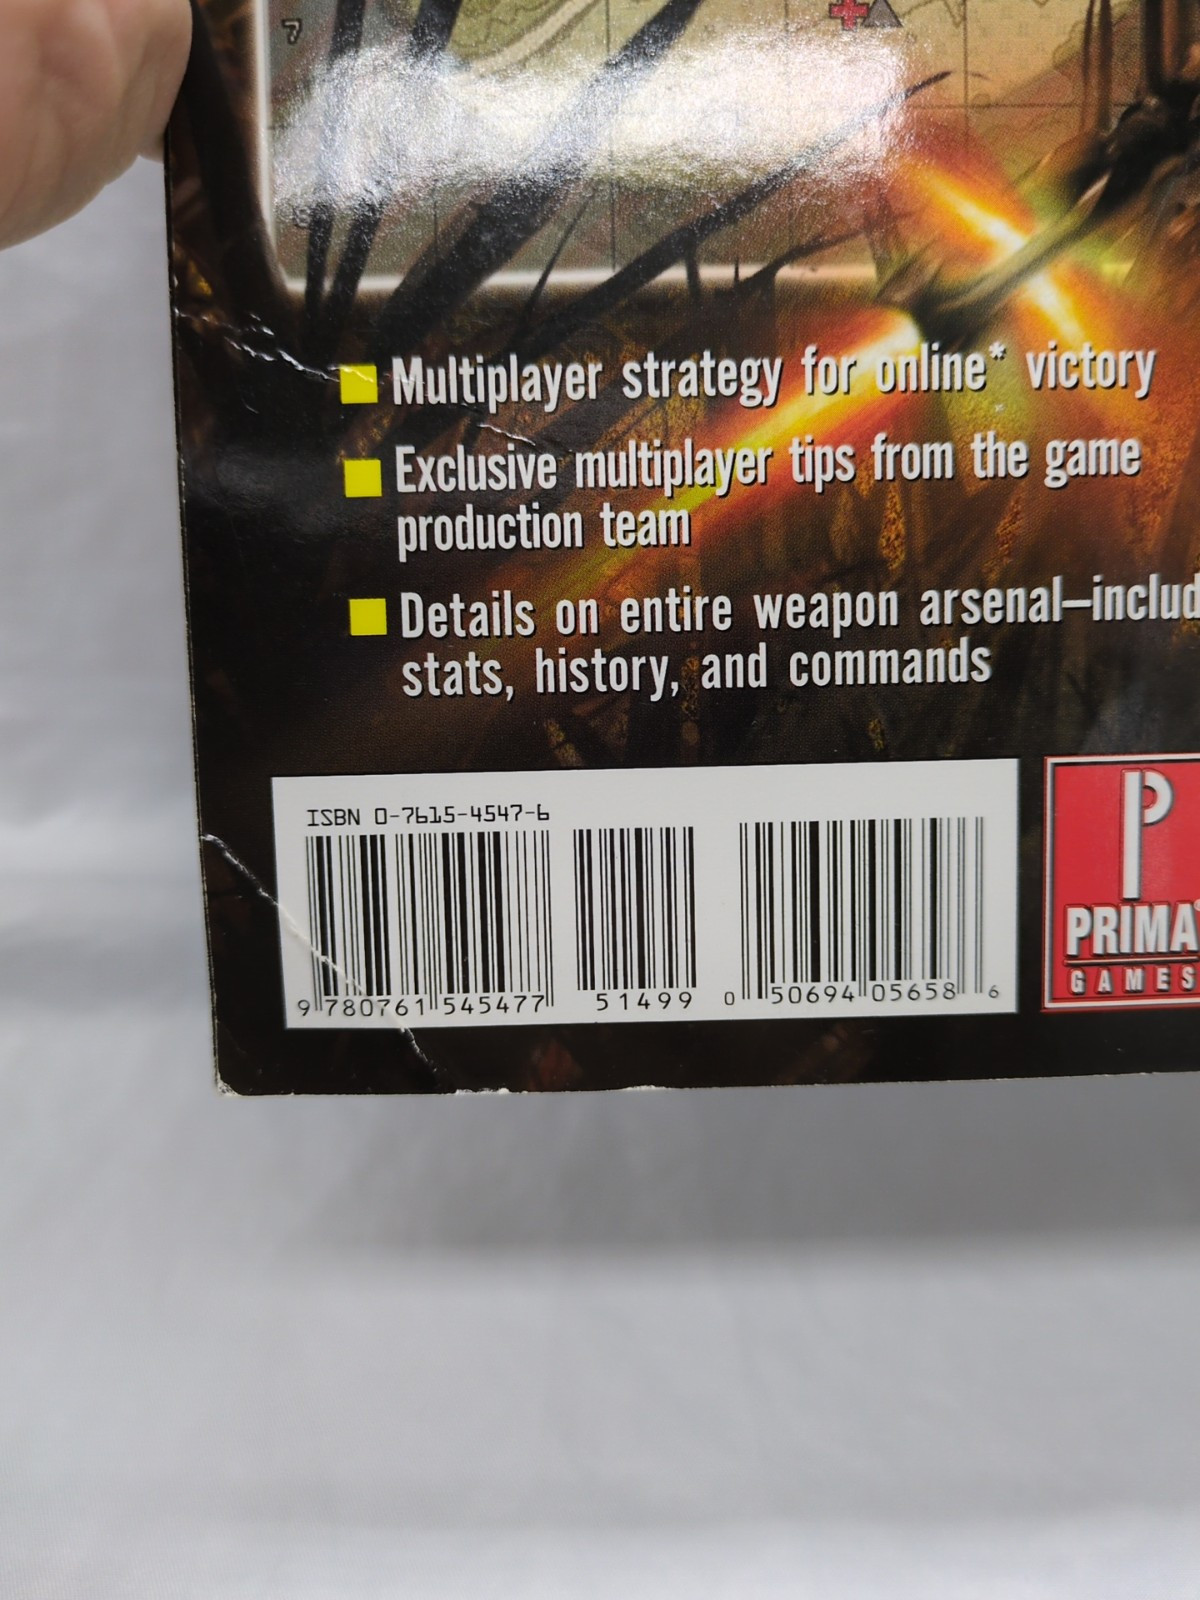 7
Multiplayer strategy for online* victory
Exclusive multiplayer tips from the game
production team
Details on entire weapon arsenal—includ
stats, history, and commands
ISBN 0-7615-4547-6
9 780761 545477 51499 0 50694 05658 6
P
PRIMA®
GAMES